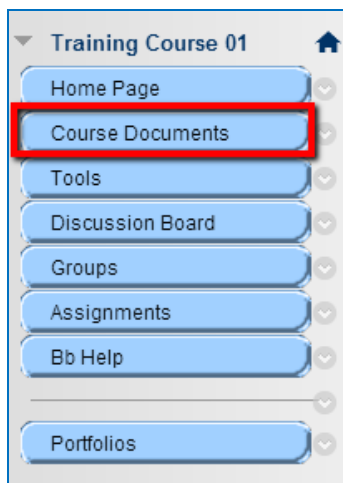 Training Course 01
Home Page
Course Documents
Tools
Discussion Board
Groups
Assignments
Bb Help
Portfolios